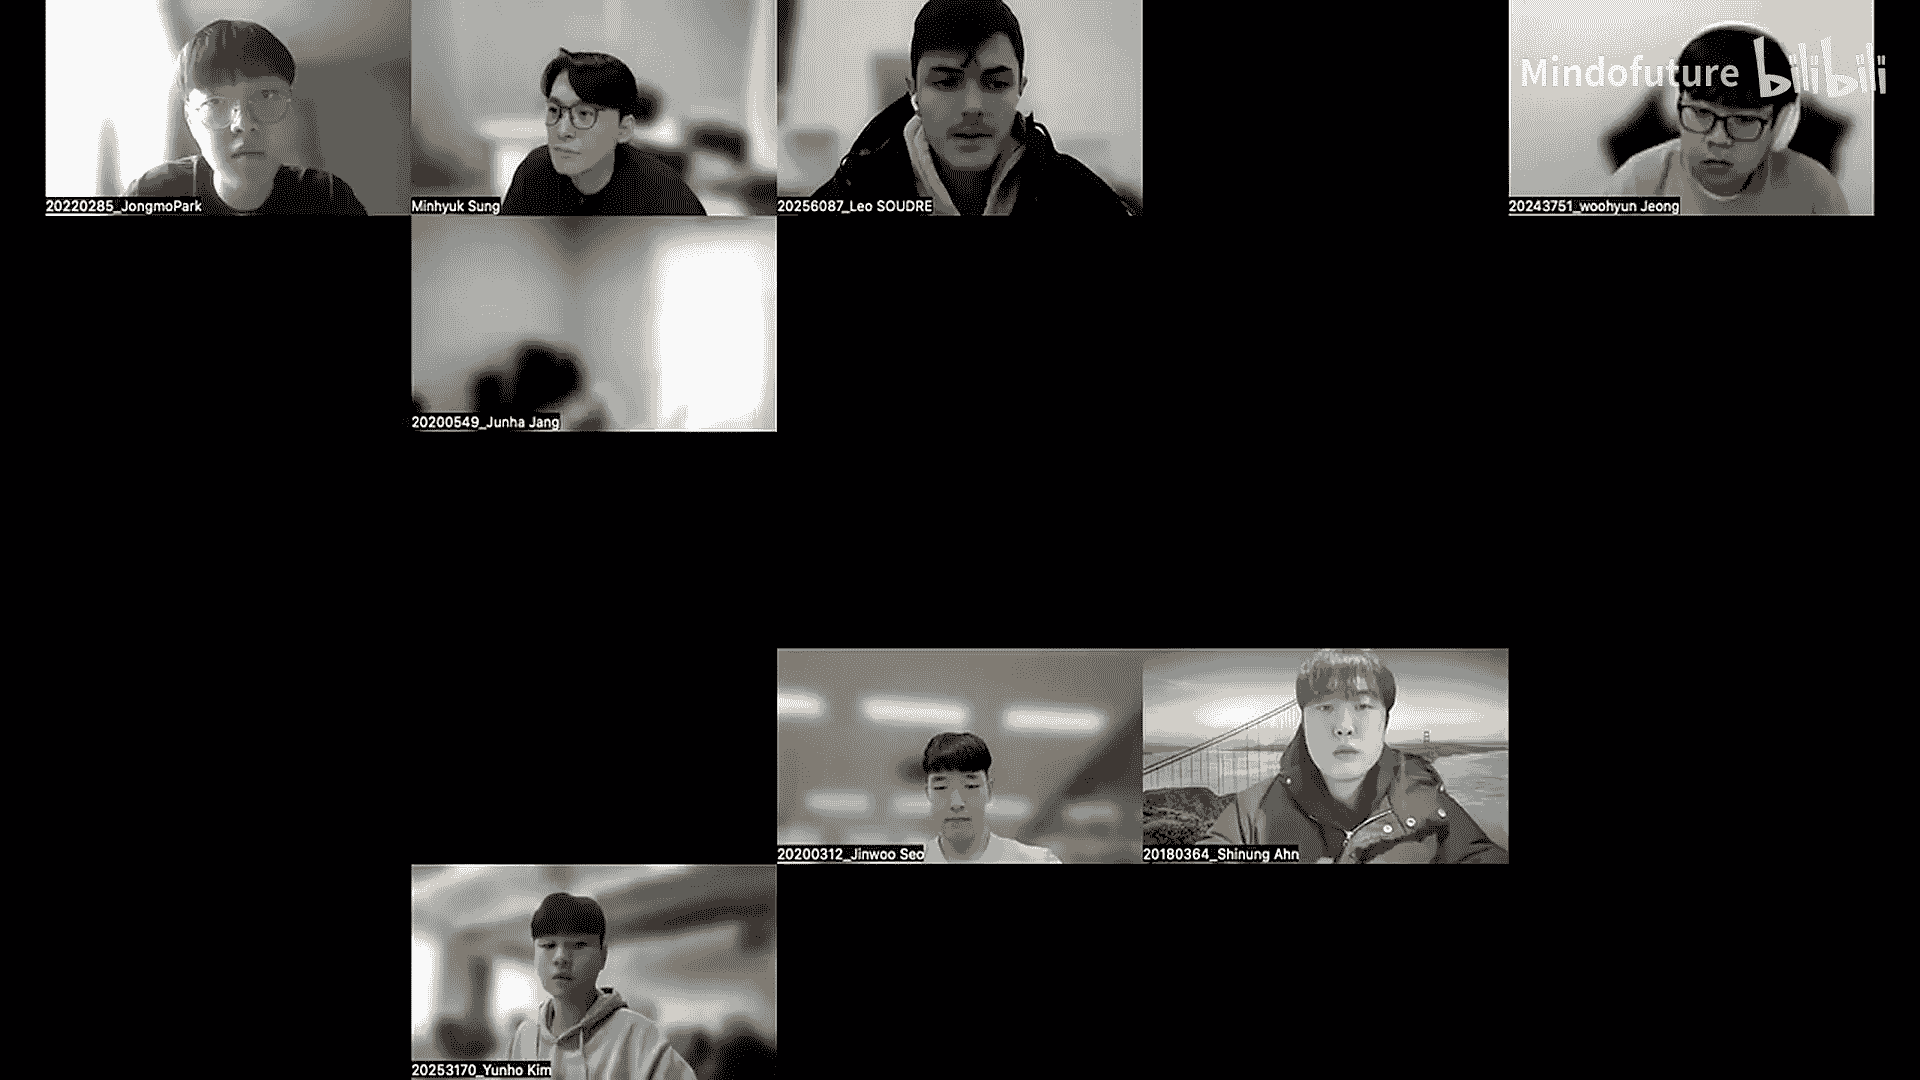 Mindofuture bilibili
20220285_JongmoPark
Minhyuk Sung
20256087_Leo SOUDRE
20243751_woohyun Jeong
20200549_Junha Jang
20200312_Jinwoo Seo
20180364_Shinung Ahn
20253170_Yunho Kim